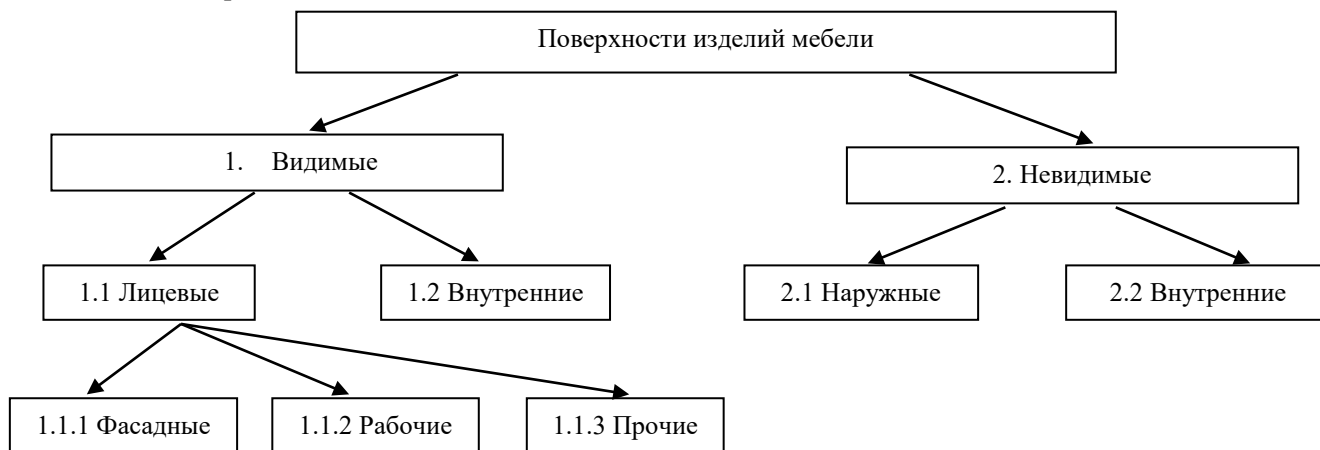 Поверхности изделий мебели
1. Видимые
2. Невидимые
1.1 Лицевые
1.2 Внутренние
2.1 Наружные
2.2 Внутренние
1.1.1 Фасадные
1.1.2 Рабочие
1.1.3 Прочие